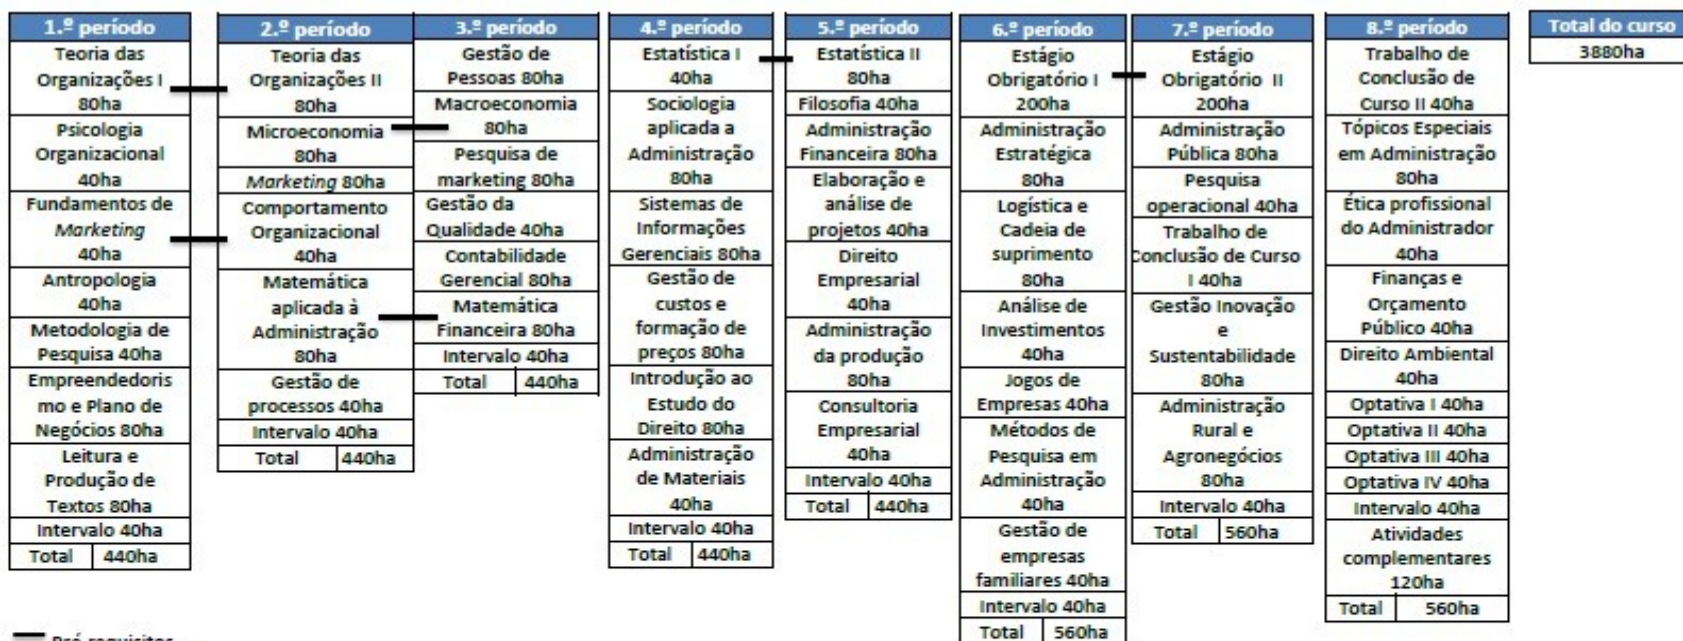 1.º período
Teoria das
Organizações I
80ha
Psicologia
Organizacional
40ha
Fundamentos de
Marketing
40ha
Antropologia
40ha
Metodologia de
Pesquisa 40ha
Empreendedoris
mo e Plano de
Negócios 80ha
Leitura e
Produção de
Textos 80ha
Intervalo 40ha
Total 440ha
2.º período
Teoria das
Organizações II
80ha
Microeconomia
80ha
Marketing 80ha
Comportamento
Organizacional
40ha
Matemática
aplicada à
Administração
80ha
Gestão de
processos 40ha
Intervalo 40ha
Total 440ha
3.º período
Gestão de
Pessoas 80ha
Macroeconomia
80ha
Pesquisa de
marketing 80ha
Gestão da
Qualidade 40ha
Contabilidade
Gerencial 80ha
Matemática
Financeira 80ha
Intervalo 40ha
Total 440ha
4.º período
Estatística I
40ha
Sociologia
aplicada a
Administração
80ha
Sistemas de
Informações
Gerenciais 80ha
Gestão de
custos e
formação de
preços 80ha
Introdução ao
Estudo do
Direito 80ha
Administração
de Materiais
40ha
Intervalo 40ha
Total 440ha
5.º período
Estatística II
80ha
Filosofia 40ha
Administração
Financeira 80ha
Elaboração e
análise de
projetos 40ha
Direito
Empresarial
40ha
Administração
da produção
80ha
Consultoria
Empresarial
40ha
Intervalo 40ha
Total 440ha
6.º período
Estágio
Obrigatório I
200ha
Administração
Estratégica
80ha
Logística e
Cadeia de
suprimento
80ha
Análise de
Investimentos
40ha
Jogos de
Empresas 40ha
Métodos de
Pesquisa em
Administração
40ha
Gestão de
empresas
familiares 40ha
Intervalo 40ha
Total 560ha
7.º período
Estágio
Obrigatório II
200ha
Administração
Pública 80ha
Pesquisa
operacional 40ha
Trabalho de
Conclusão de Curso
I 40ha
Gestão Inovação
e
Sustentabilidade
80ha
Administração
Rural e
Agronegócios
80ha
Intervalo 40ha
Total 560ha
8.º período
Trabalho de
Conclusão de
Curso II 40ha
Tópicos Especiais
em Administração
80ha
Ética profissional
do Administrador
40ha
Finanças e
Orçamento
Público 40ha
Direito Ambiental
40ha
Optativa I 40ha
Optativa II 40ha
Optativa III 40ha
Optativa IV 40ha
Intervalo 40ha
Atividades
complementares
120ha
Total 560ha
Total do curso
3880ha
Pré-requisitos